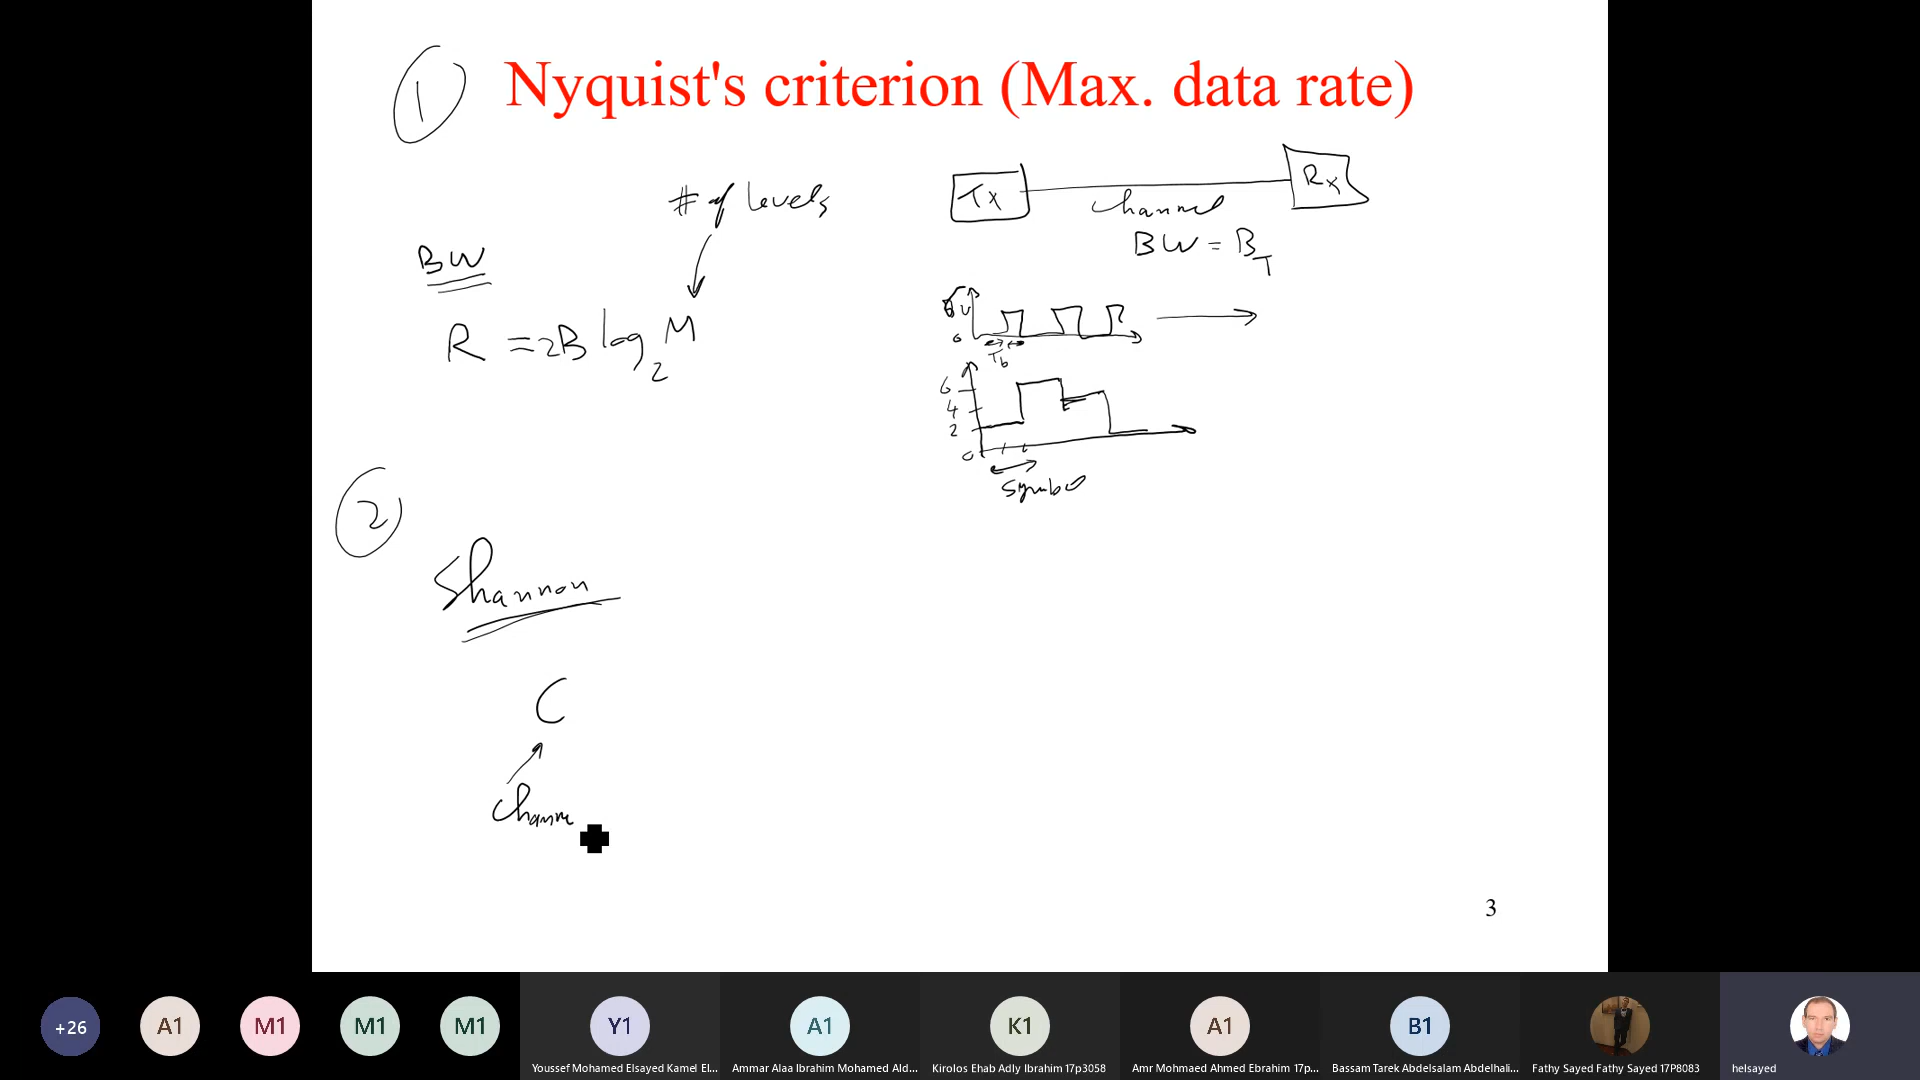 1
Nyquist's criterion (Max. data rate)
# of levels
BW
R = 2B log2 M
Tx
Rx
channel
BW = BT
0
Tb
6
4
2
0
Symbol
2
Shannon
C
Channe
3
+26
A1
M1
M1
M1
Y1
Youssef Mohamed Elsayed Kamel El...
A1
Ammar Alaa Ibrahim Mohamed Ald...
K1
Kirolos Ehab Adly Ibrahim 17p3058
A1
Amr Mohmaed Ahmed Ebrahim 17p...
B1
Bassam Tarek Abdelsalam Abdelhali...
Fathy Sayed Fathy Sayed 17P8083
helsayed